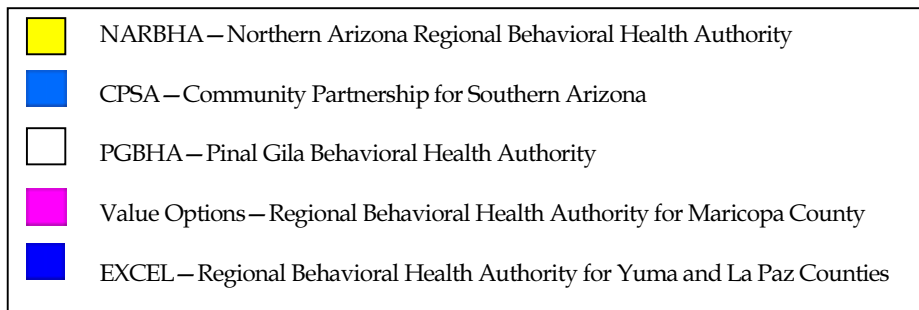 NARBHA—Northern Arizona Regional Behavioral Health Authority
CPSA—Community Partnership for Southern Arizona
PGBHA—Pinal Gila Behavioral Health Authority
Value Options—Regional Behavioral Health Authority for Maricopa County
EXCEL—Regional Behavioral Health Authority for Yuma and La Paz Counties